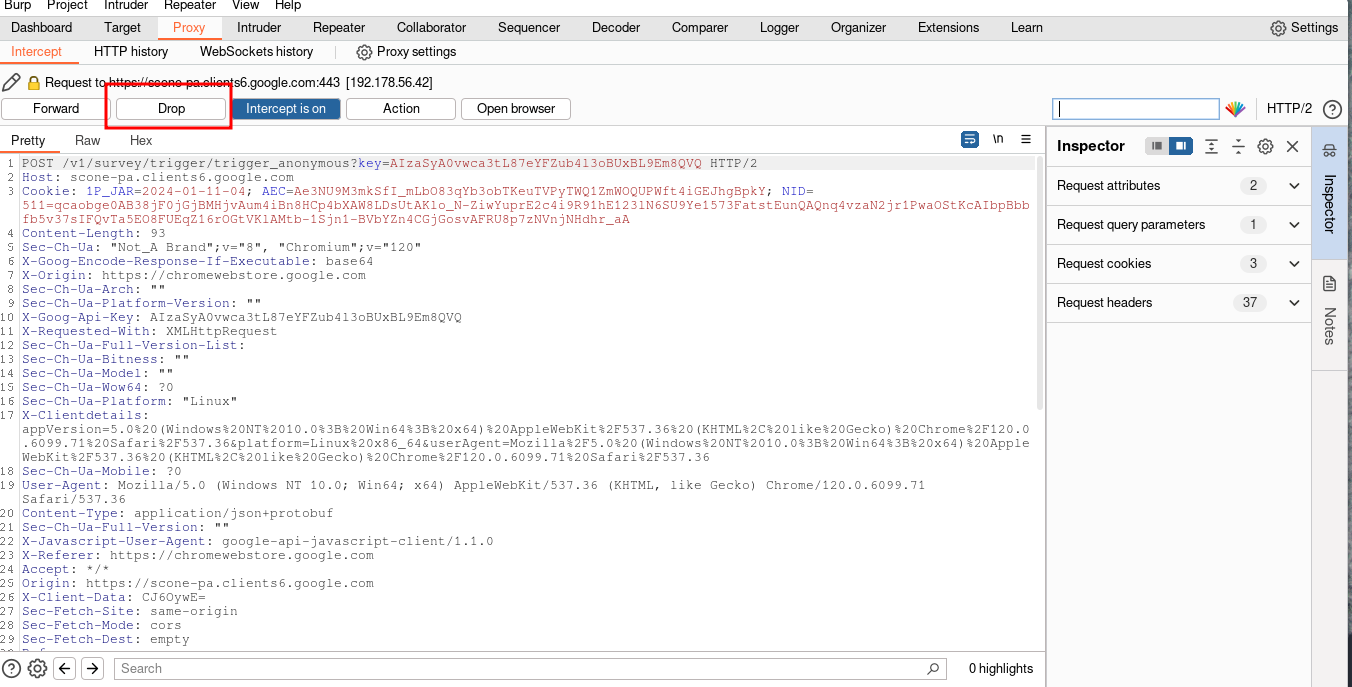 Burp Project Intruder Repeater View Help
Dashboard Target Proxy Intruder Repeater Collaborator Sequencer Decoder Comparer Logger Organizer Extensions Learn Settings
Intercept HTTP history WebSockets history Proxy settings
Request to https://scone-pa.clients6.google.com:443 [192.178.56.42]
Forward Drop Intercept is on Action Open browser HTTP/2 ?
Pretty Raw Hex \n
Inspector
1 POST /v1/survey/trigger/trigger_anonymous?key=AIzaSyA0vwca3tL87eYFZub4l3oBUxBL9Em8QVQ HTTP/2
2 Host: scone-pa.clients6.google.com
3 Cookie: 1P_JAR=2024-01-11-04; AEC=Ae3NU9M3mkSfI_mLbO83qYb3obTKeuTVPyTWQ1ZmWOQUPWft4iGEJhgBpkY; NID=
511=qcaobge0AB38jF0jGjBMHjvAum4iBn8HCp4bXAW8LDsUtAKlo_N-ZiwYuprE2c4i9R91hE123lN6SU9Ye1573FatstEunQAQnq4vzaN2jr1PwaOStKcAIbpBbb
fb5v37sIFQvTa5EO8FUEqZ16rOGtVKlAMtb-1Sjn1-BVbYZn4CGjGosvAFRU8p7zNVnjNHdhr_aA
4 Content-Length: 93
5 Sec-Ch-Ua: "Not_A Brand";v="8", "Chromium";v="120"
6 X-Goog-Encode-Response-If-Executable: base64
7 X-Origin: https://chromewebstore.google.com
8 Sec-Ch-Ua-Arch: ""
9 Sec-Ch-Ua-Platform-Version: ""
10 X-Goog-Api-Key: AIzaSyA0vwca3tL87eYFZub4l3oBUxBL9Em8QVQ
11 X-Requested-With: XMLHttpRequest
12 Sec-Ch-Ua-Full-Version-List:
13 Sec-Ch-Ua-Bitness: ""
14 Sec-Ch-Ua-Model: ""
15 Sec-Ch-Ua-Wow64: ?0
16 Sec-Ch-Ua-Platform: "Linux"
17 X-Clientdetails:
appVersion=5.0%20(Windows%20NT%2010.0%3B%20Win64%3B%20x64)%20AppleWebKit%2F537.36%20(KHTML%2C%20like%20Gecko)%20Chrome%2F120.0
.6099.71%20Safari%2F537.36&platform=Linux%20x86_64&userAgent=Mozilla%2F5.0%20(Windows%20NT%2010.0%3B%20Win64%3B%20x64)%20Apple
WebKit%2F537.36%20(KHTML%2C%20like%20Gecko)%20Chrome%2F120.0.6099.71%20Safari%2F537.36
18 Sec-Ch-Ua-Mobile: ?0
19 User-Agent: Mozilla/5.0 (Windows NT 10.0; Win64; x64) AppleWebKit/537.36 (KHTML, like Gecko) Chrome/120.0.6099.71
Safari/537.36
20 Content-Type: application/json+protobuf
21 Sec-Ch-Ua-Full-Version: ""
22 X-Javascript-User-Agent: google-api-javascript-client/1.1.0
23 X-Referer: https://chromewebstore.google.com
24 Accept: */*
25 Origin: https://scone-pa.clients6.google.com
26 X-Client-Data: CJ6OywE=
27 Sec-Fetch-Site: same-origin
28 Sec-Fetch-Mode: cors
29 Sec-Fetch-Dest: empty
Request attributes 2
Request query parameters 1
Request cookies 3
Request headers 37
Inspector
Notes
? Search 0 highlights